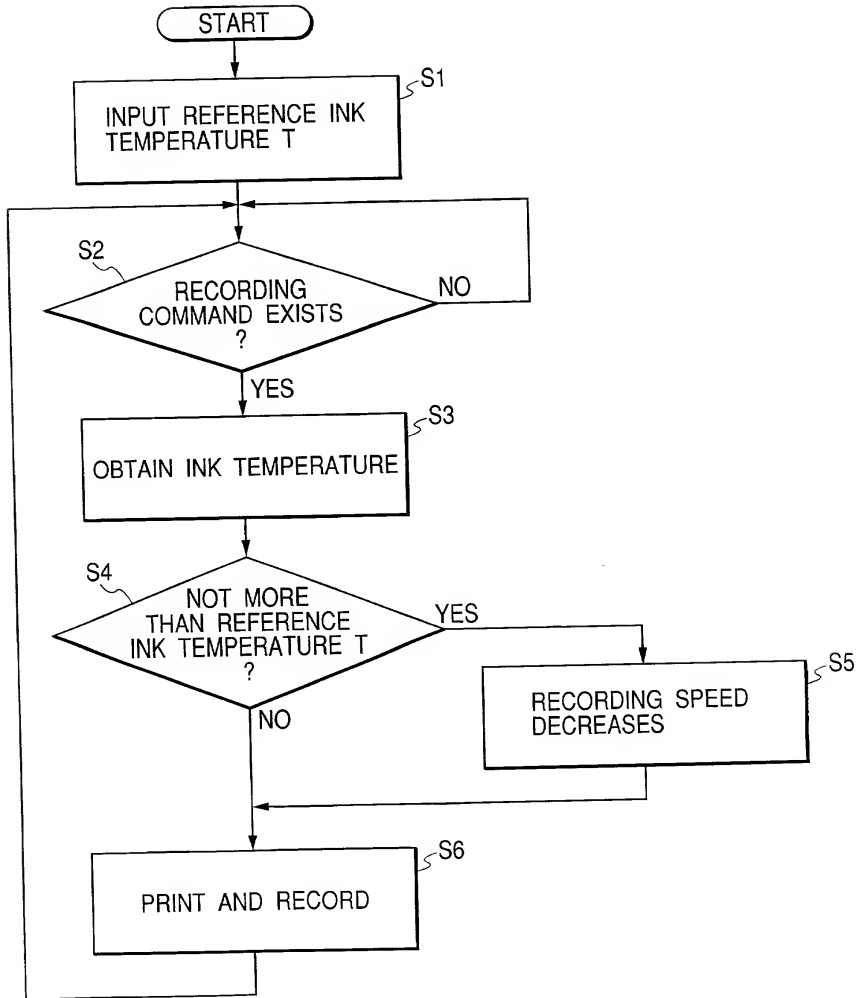 START
S1
INPUT REFERENCE INK
TEMPERATURE T
S2
RECORDING
COMMAND EXISTS
?
NO
YES
S3
OBTAIN INK TEMPERATURE
S4
NOT MORE
THAN REFERENCE
INK TEMPERATURE T
?
YES
NO
S5
RECORDING SPEED
DECREASES
S6
PRINT AND RECORD